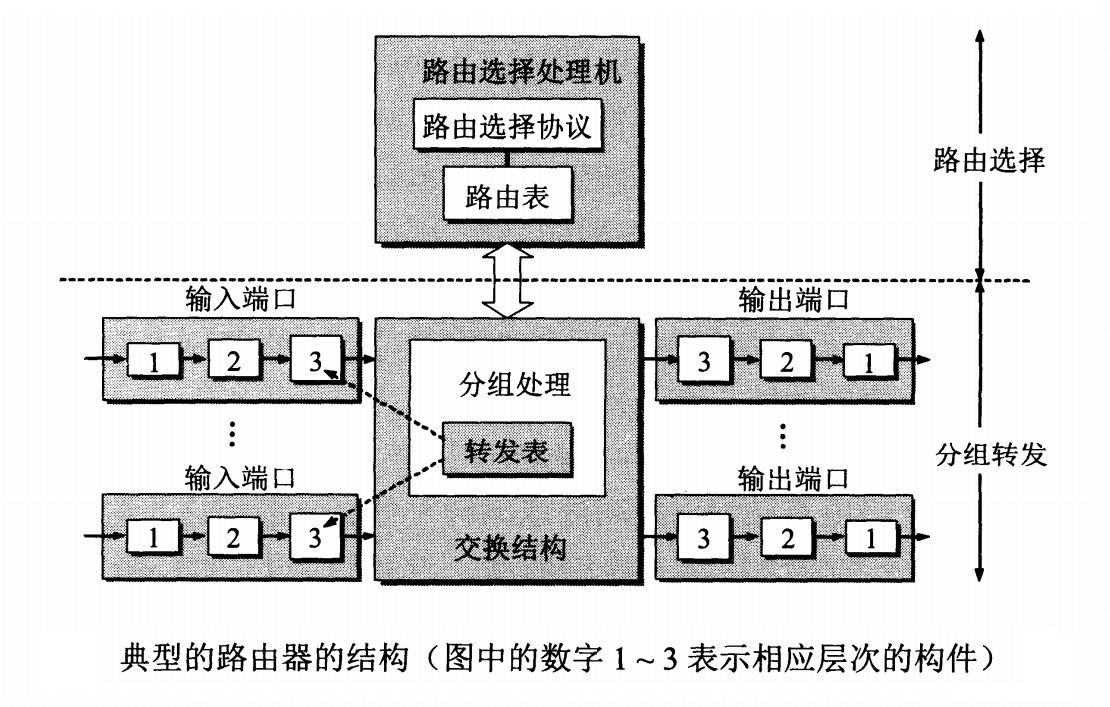 路由选择处理机
路由选择协议
路由表
路由选择
输入端口
输出端口
1
2
3
3
2
1
分组处理
转发表
⋮
⋮
分组转发
输入端口
输出端口
1
2
3
3
2
1
交换结构
典型的路由器的结构（图中的数字 1 ~ 3 表示相应层次的构件）